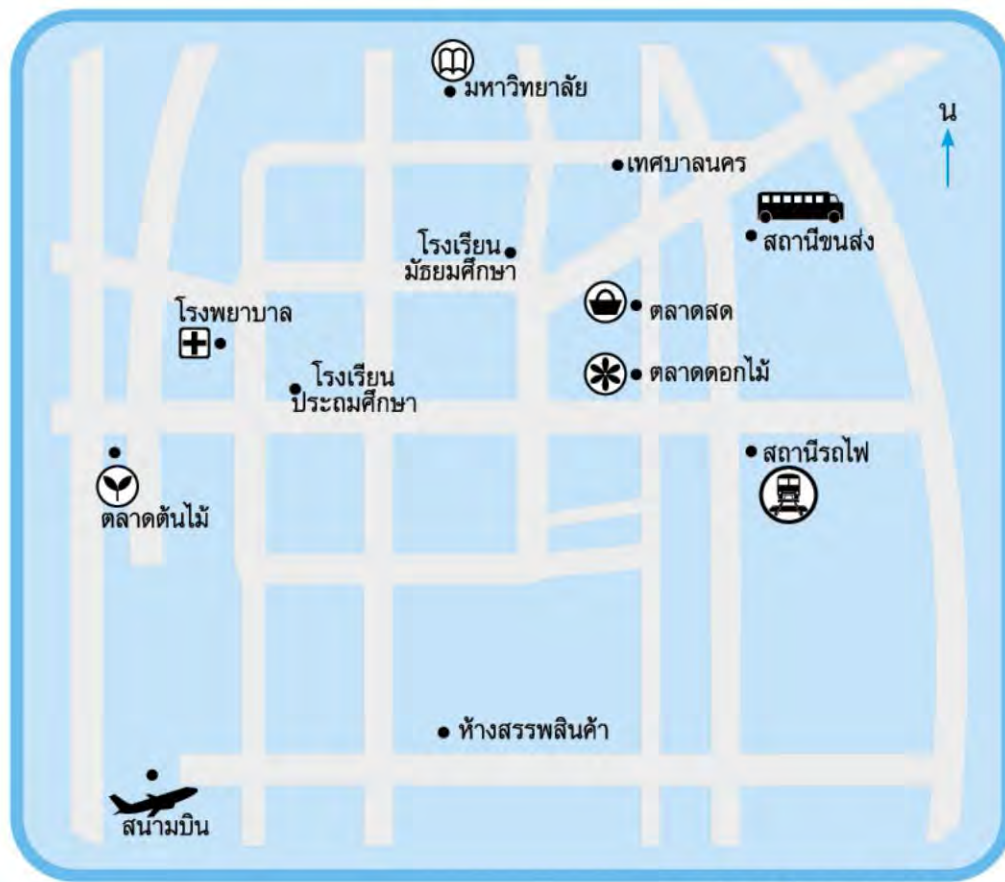 มหาวิทยาลัย
น
เทศบาลนคร
สถานีขนส่ง
โรงเรียน
มัธยมศึกษา
โรงพยาบาล
ตลาดสด
โรงเรียน
ประถมศึกษา
ตลาดดอกไม้
สถานีรถไฟ
ตลาดต้นไม้
ห้างสรรพสินค้า
สนามบิน